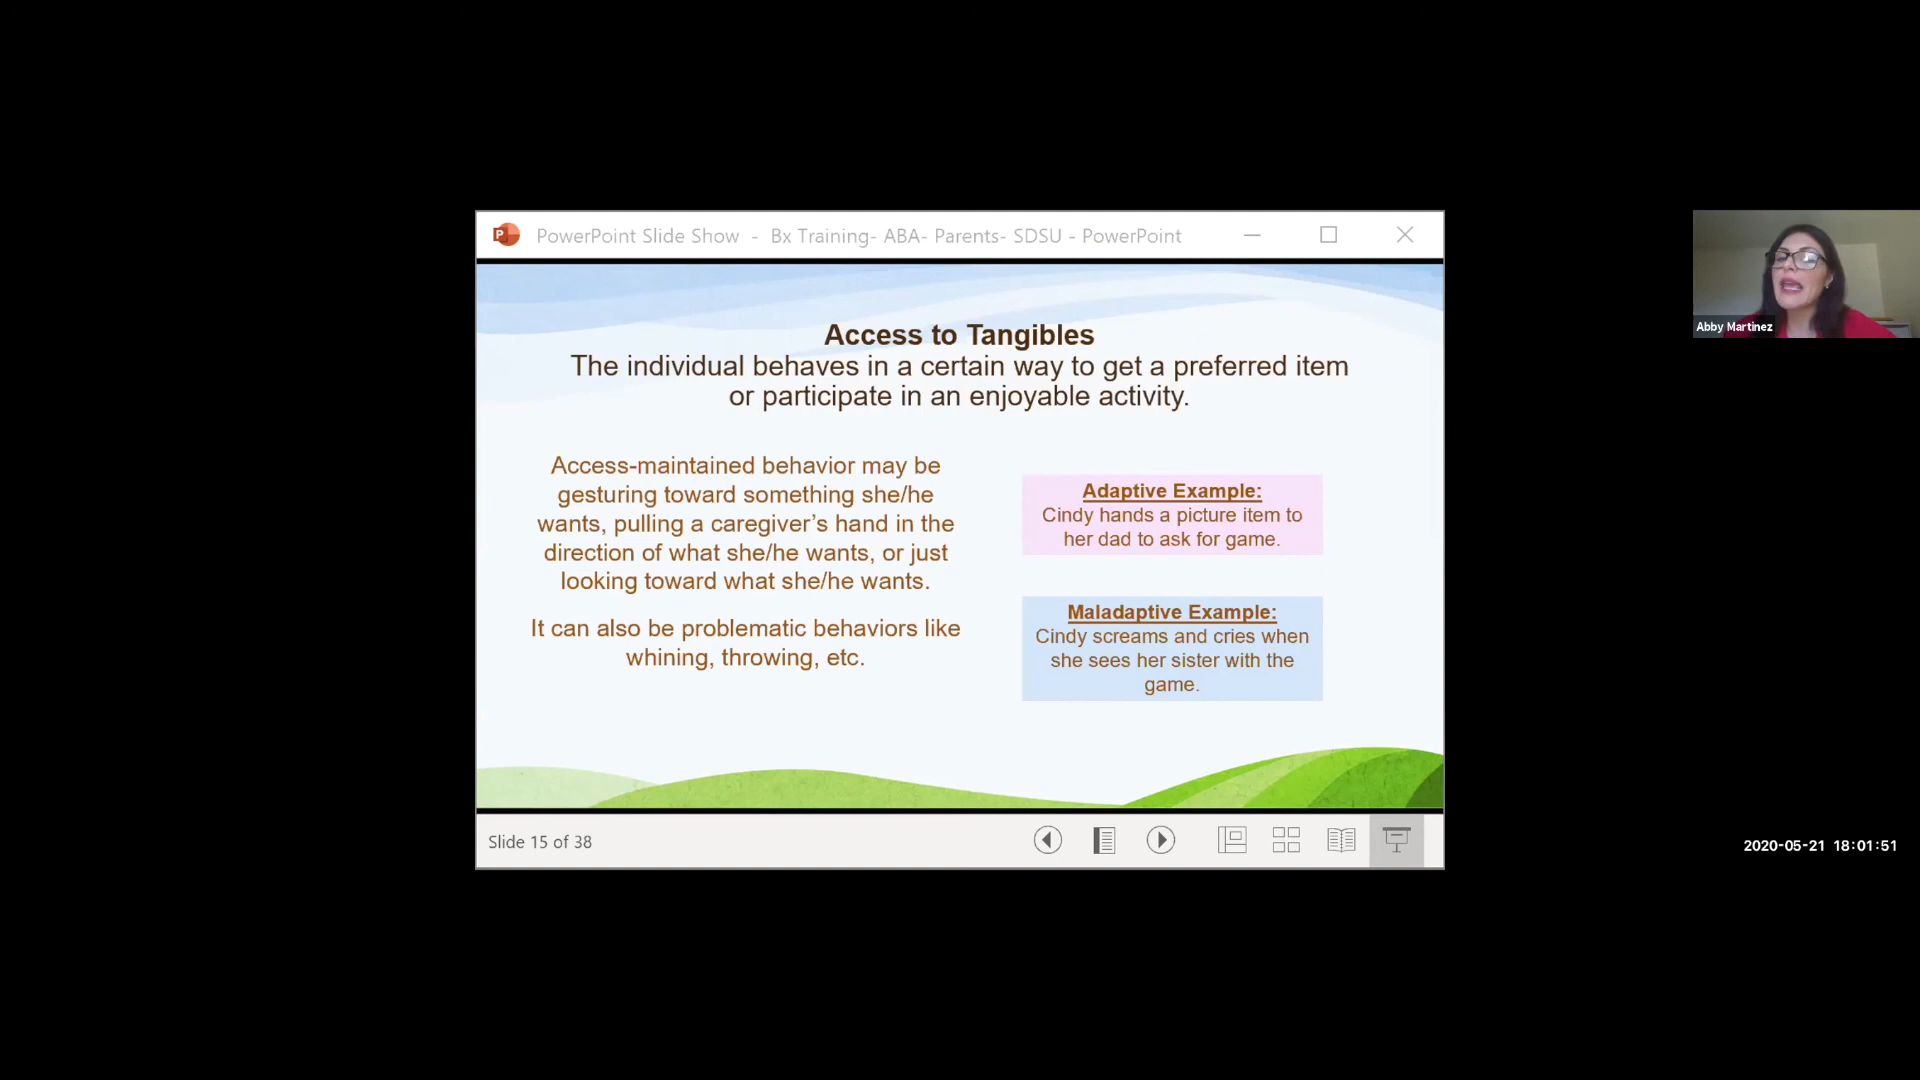 PowerPoint Slide Show - Bx Training- ABA- Parents- SDSU - PowerPoint
Access to Tangibles
The individual behaves in a certain way to get a preferred item
or participate in an enjoyable activity.
Access-maintained behavior may be
gesturing toward something she/he
wants, pulling a caregiver’s hand in the
direction of what she/he wants, or just
looking toward what she/he wants.
It can also be problematic behaviors like
whining, throwing, etc.
Adaptive Example:
Cindy hands a picture item to
her dad to ask for game.
Maladaptive Example:
Cindy screams and cries when
she sees her sister with the
game.
Slide 15 of 38
Abby Martinez
2020-05-21 18:01:51